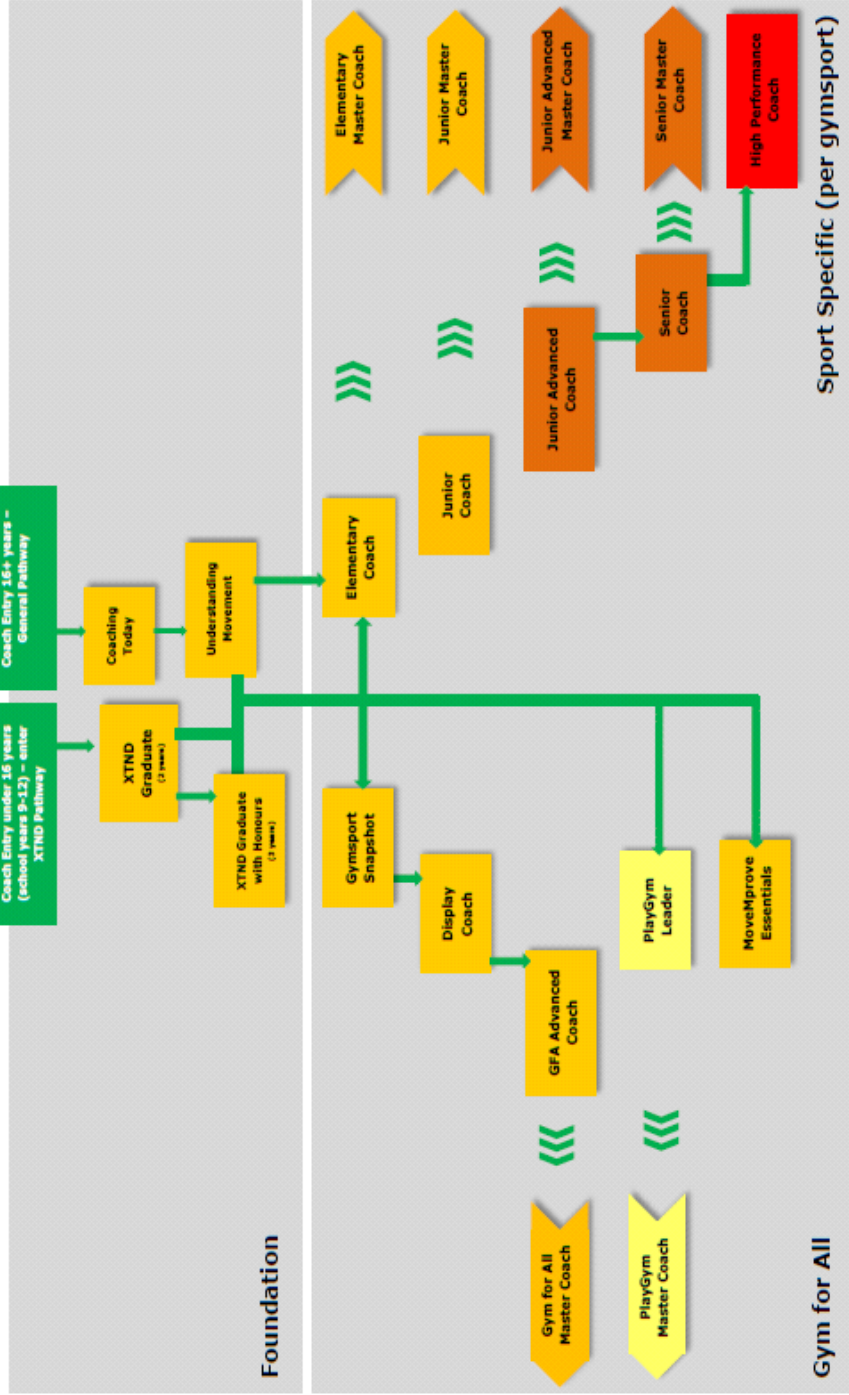 Coach Entry under 16 years
(school years 9-12) – enter
XTND Pathway
Coach Entry 16+ years –
General Pathway
XTND
Graduate
(2 years)
Coaching
Today
XTND Graduate
with Honours
(3 years)
Understanding
Movement
Foundation
Gymsport
Snapshot
Elementary
Coach
Elementary
Master Coach
Display
Coach
Junior
Coach
Junior Master
Coach
Gym for All
Master Coach
GFA Advanced
Coach
Junior Advanced
Coach
Junior Advanced
Master Coach
PlayGym
Master Coach
PlayGym
Leader
Senior
Coach
Senior Master
Coach
MoveMprove
Essentials
High Performance
Coach
Gym for All
Sport Specific (per gymsport)